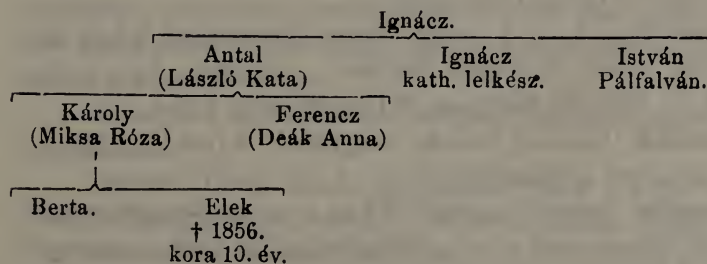 Ignácz.
Antal Ignácz István
(László Kata) kath. lelkész. Pálfalván.
Károly Ferencz
(Miksa Róza) (Deák Anna)
Berta. Elek
† 1856.
kora 10. év.